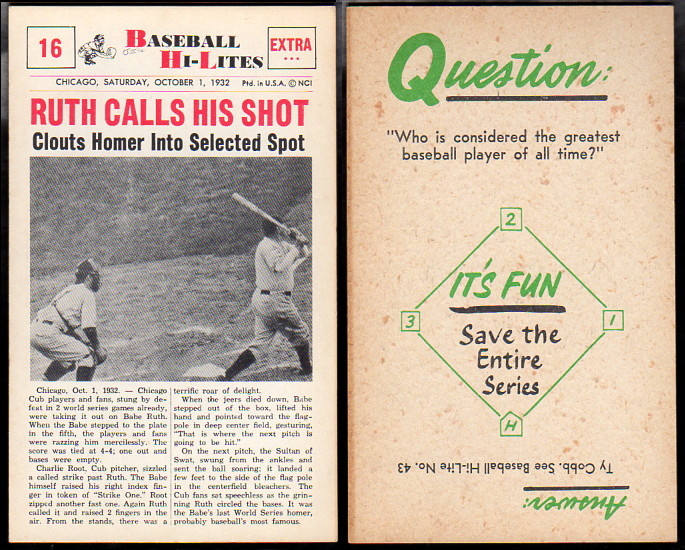 16
BASEBALL
HI-LITES
EXTRA
...
CHICAGO, SATURDAY, OCTOBER 1, 1932 Ptd. in U.S.A. © NCI
RUTH CALLS HIS SHOT
Clouts Homer Into Selected Spot
Chicago, Oct. 1, 1932. — Chicago
Cub players and fans, stung by de-
feat in 2 world series games already,
were taking it out on Babe Ruth.
When the Babe stepped to the plate
in the fifth, the players and fans
were razzing him mercilessly. The
score was tied at 4-4; one out and
bases were empty.
Charlie Root, Cub pitcher, sizzled
a called strike past Ruth. The Babe
himself raised his right index fin-
ger in token of "Strike One." Root
zipped another fast one. Again Ruth
called it and raised 2 fingers in the
air. From the stands, there was a
terrific roar of delight.
When the jeers died down, Babe
stepped out of the box, lifted his
hand and pointed toward the flag-
pole in deep center field, gesturing,
"That is where the next pitch is
going to be hit."
On the next pitch, the Sultan of
Swat, swung from the ankles and
sent the ball soaring; it landed a
few feet to the side of the flag pole
in the centerfield bleachers. The
Cub fans sat speechless as the grin-
ning Ruth circled the bases. It was
the Babe's last World Series homer,
probably baseball's most famous.
Question:
"Who is considered the greatest
baseball player of all time?"
2
IT'S FUN
3
1
Save the
Entire
Series
H
Answer:
Ty Cobb. See Baseball Hi-Lite No. 43